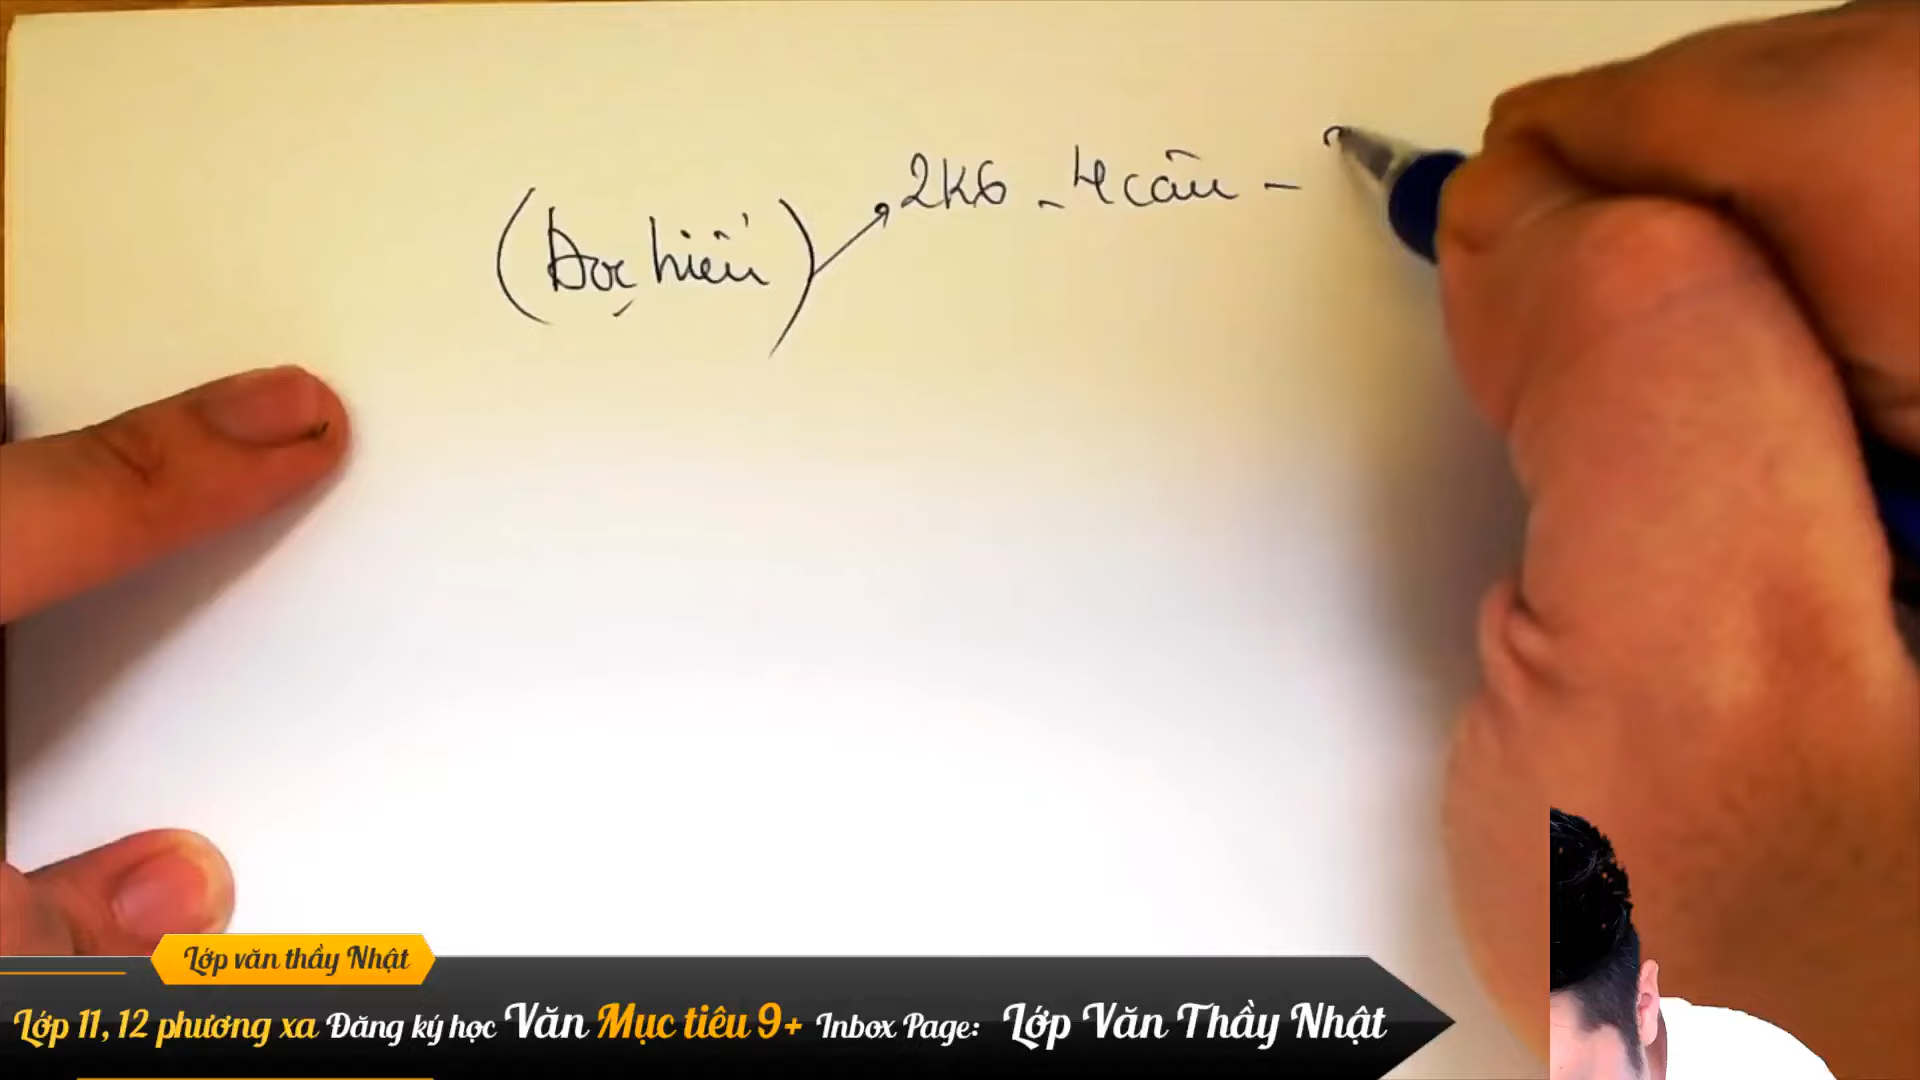 2K6 - 4 câu -
(Đọc hiểu)
Lớp văn thầy Nhật
Lớp 11, 12 phương xa Đăng ký học Văn Mục tiêu 9+ Inbox Page: Lớp Văn Thầy Nhật